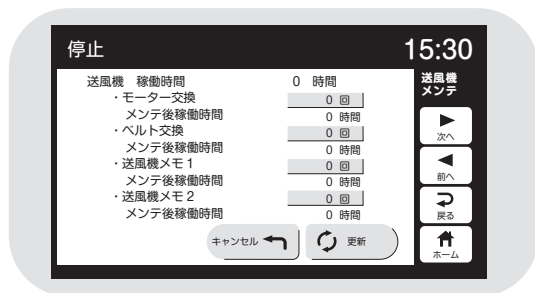 停止 15:30
送風機 稼働時間 0 時間
・モーター交換 0 回
メンテ後稼働時間 0 時間
・ベルト交換 0 回
メンテ後稼働時間 0 時間
・送風機メモ1 0 回
メンテ後稼働時間 0 時間
・送風機メモ2 0 回
メンテ後稼働時間 0 時間
キャンセル 更新
送風機
メンテ
次へ
前へ
戻る
ホーム